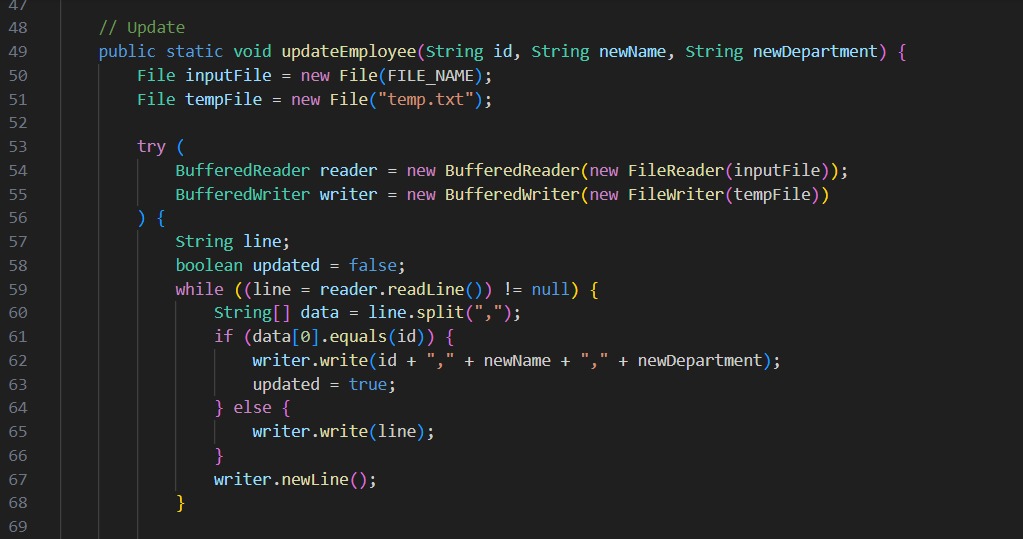 47
48 // Update
49 public static void updateEmployee(String id, String newName, String newDepartment) {
50 File inputFile = new File(FILE_NAME);
51 File tempFile = new File("temp.txt");
52
53 try (
54 BufferedReader reader = new BufferedReader(new FileReader(inputFile));
55 BufferedWriter writer = new BufferedWriter(new FileWriter(tempFile))
56 ) {
57 String line;
58 boolean updated = false;
59 while ((line = reader.readLine()) != null) {
60 String[] data = line.split(",");
61 if (data[0].equals(id)) {
62 writer.write(id + "," + newName + "," + newDepartment);
63 updated = true;
64 } else {
65 writer.write(line);
66 }
67 writer.newLine();
68 }
69